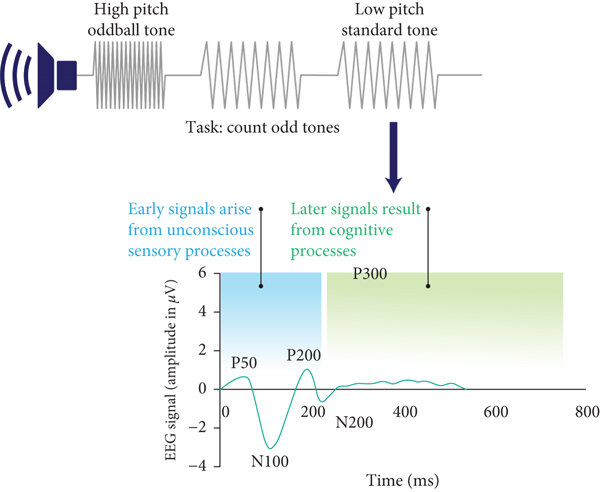 High pitch
oddball tone
Low pitch
standard tone
Task: count odd tones
Early signals arise
from unconscious
sensory processes
Later signals result
from cognitive
processes
P300
EEG signal (amplitude in μV)
6
4
2
0
−2
−4
P50
P200
N100
N200
0
200
400
600
800
Time (ms)